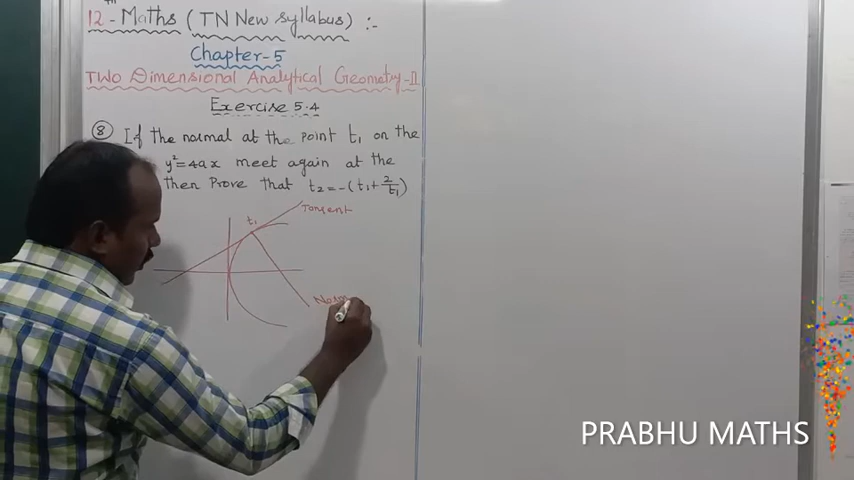 12th - Maths (TN New syllabus) :-
Chapter-5
TWO Dimensional Analytical Geometry-II
Exercise 5.4
⑧ If the normal at the point t₁ on the
y²=4ax meet again at the
then Prove that t₂ = -(t₁ + 2/t₁)
t₁
Tangent
Norm
PRABHU MATHS